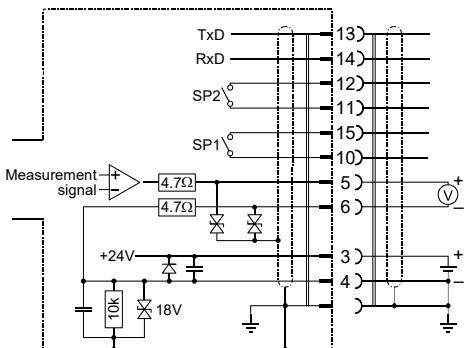 TxD 13
RxD 14
12
SP2
11
15
SP1
10
Measurement
signal
+
−
4.7Ω 5
+
V
4.7Ω 6
−
+24V 3
+
4
−
10k
18V